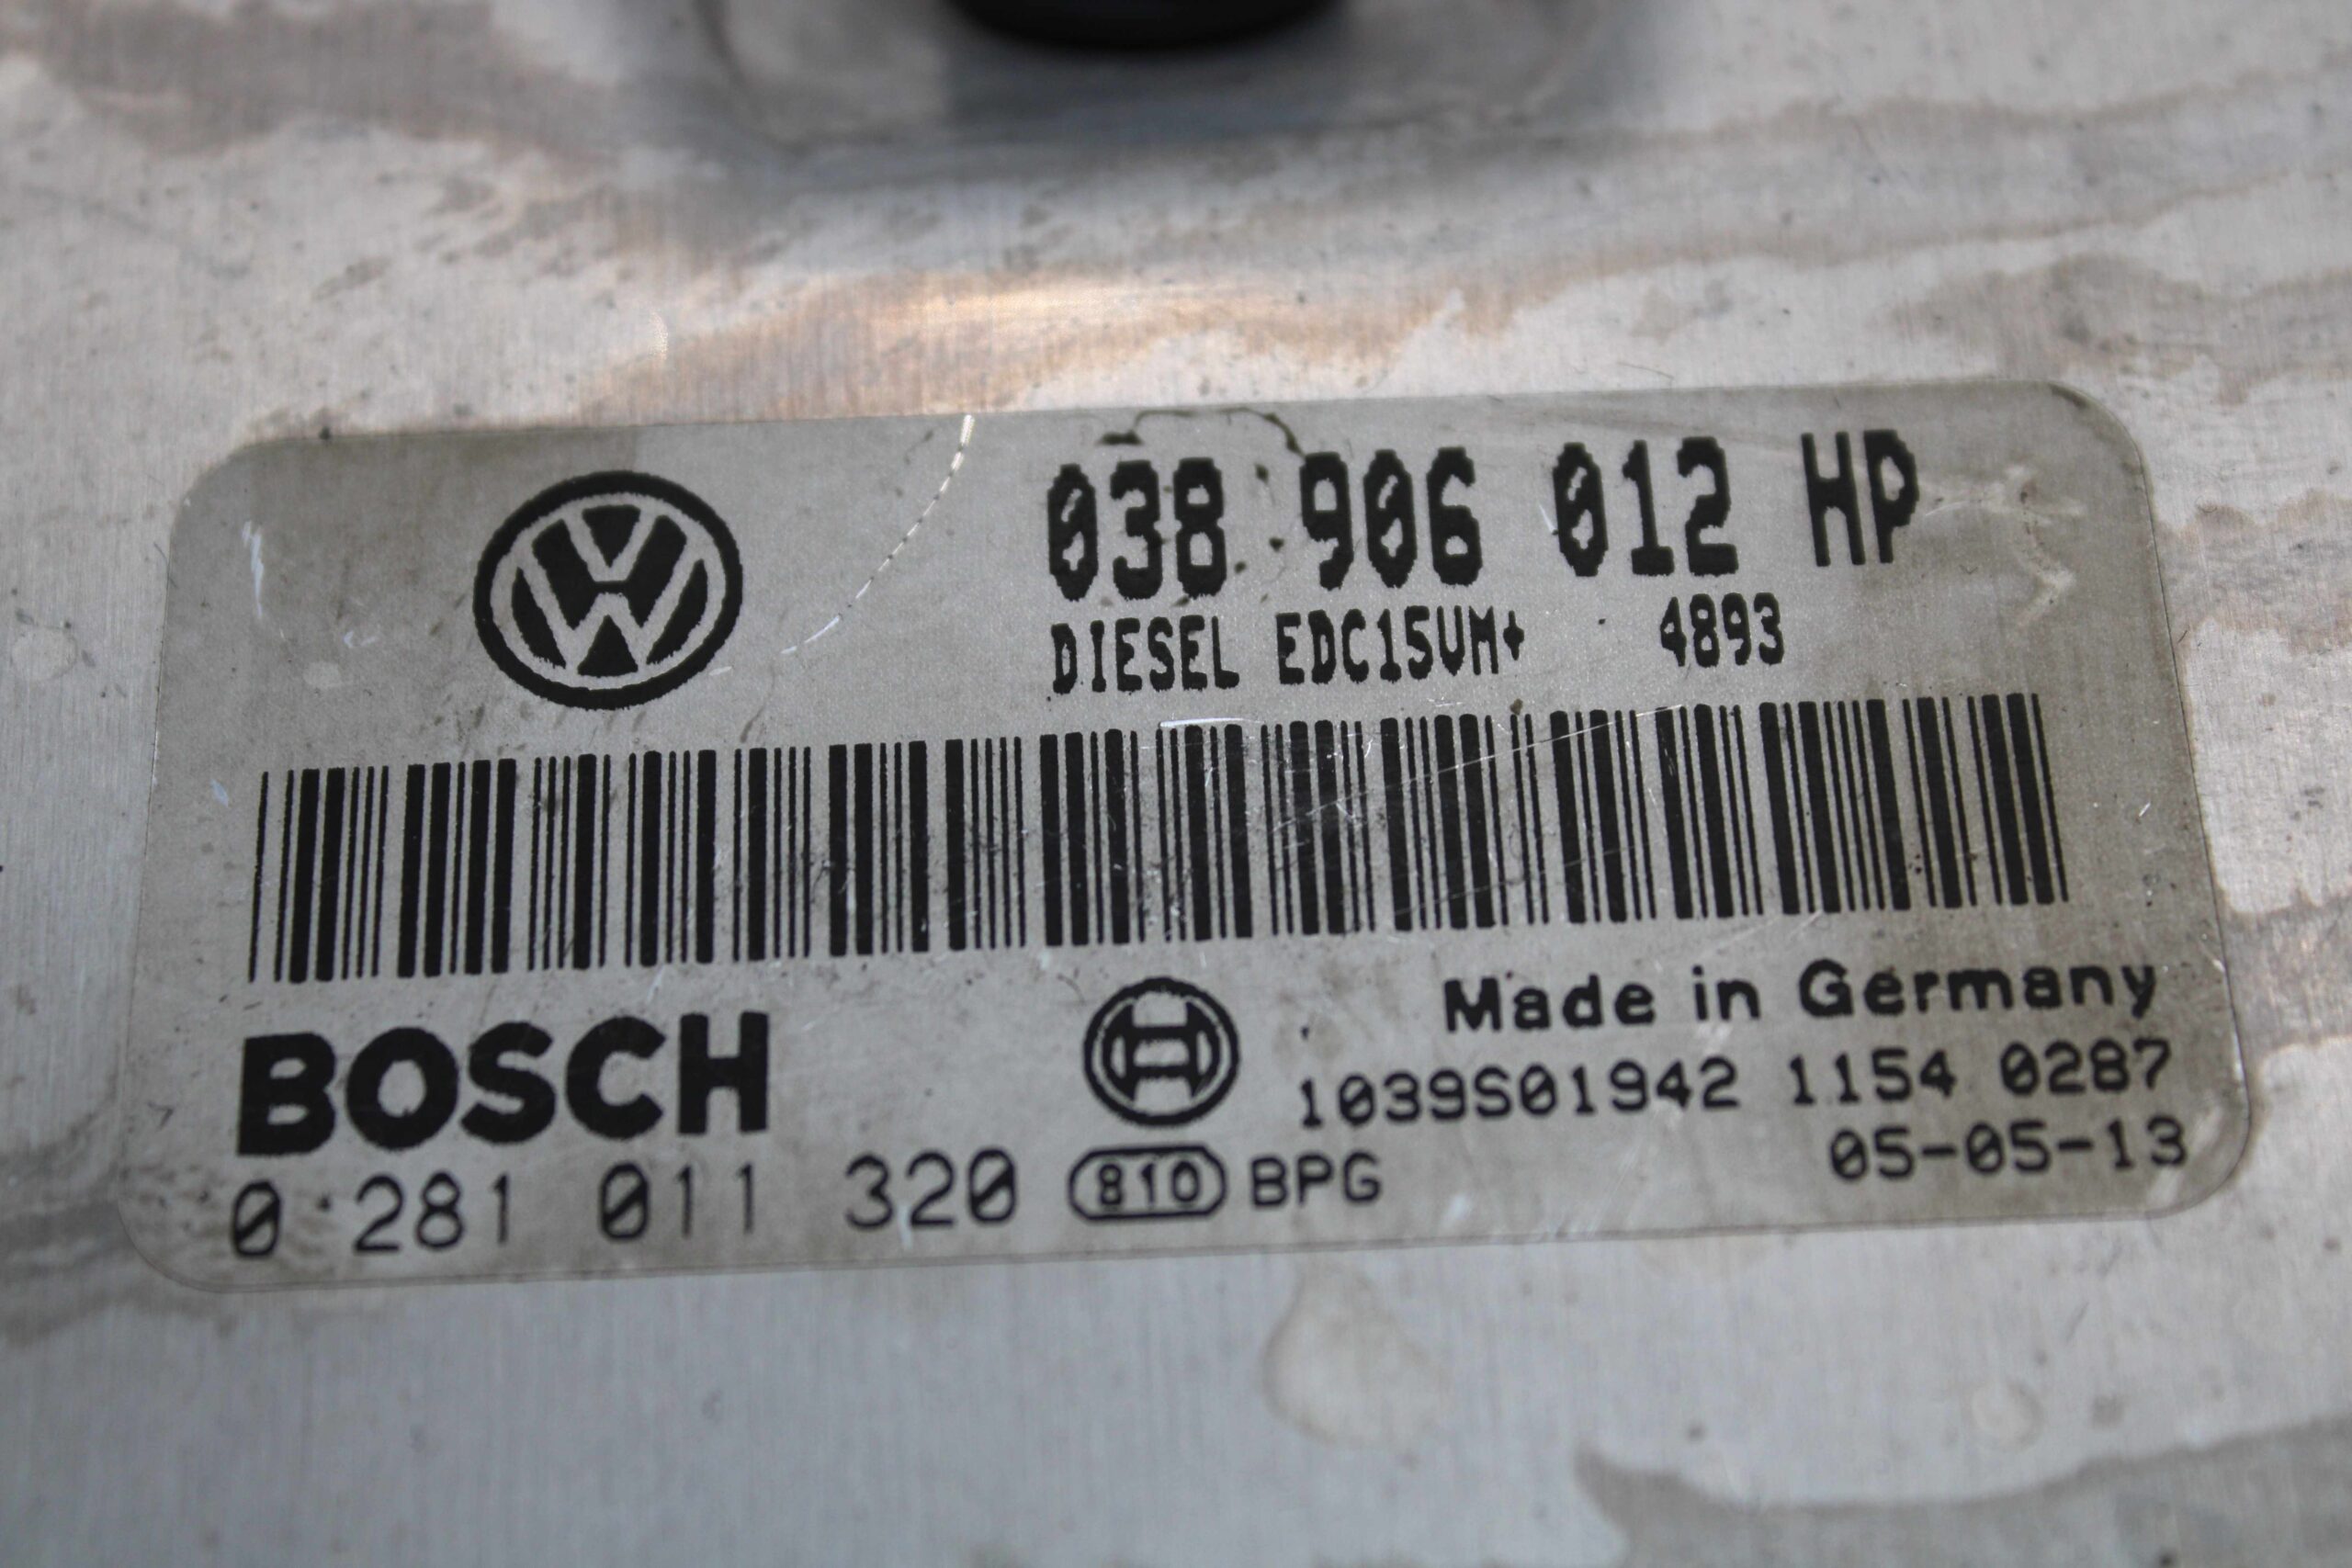 038 906 012 HP
DIESEL EDC15VM+ 4893
BOSCH
Made in Germany
1039S01942 1154 0287
0 281 011 320 810 BPG 05-05-13